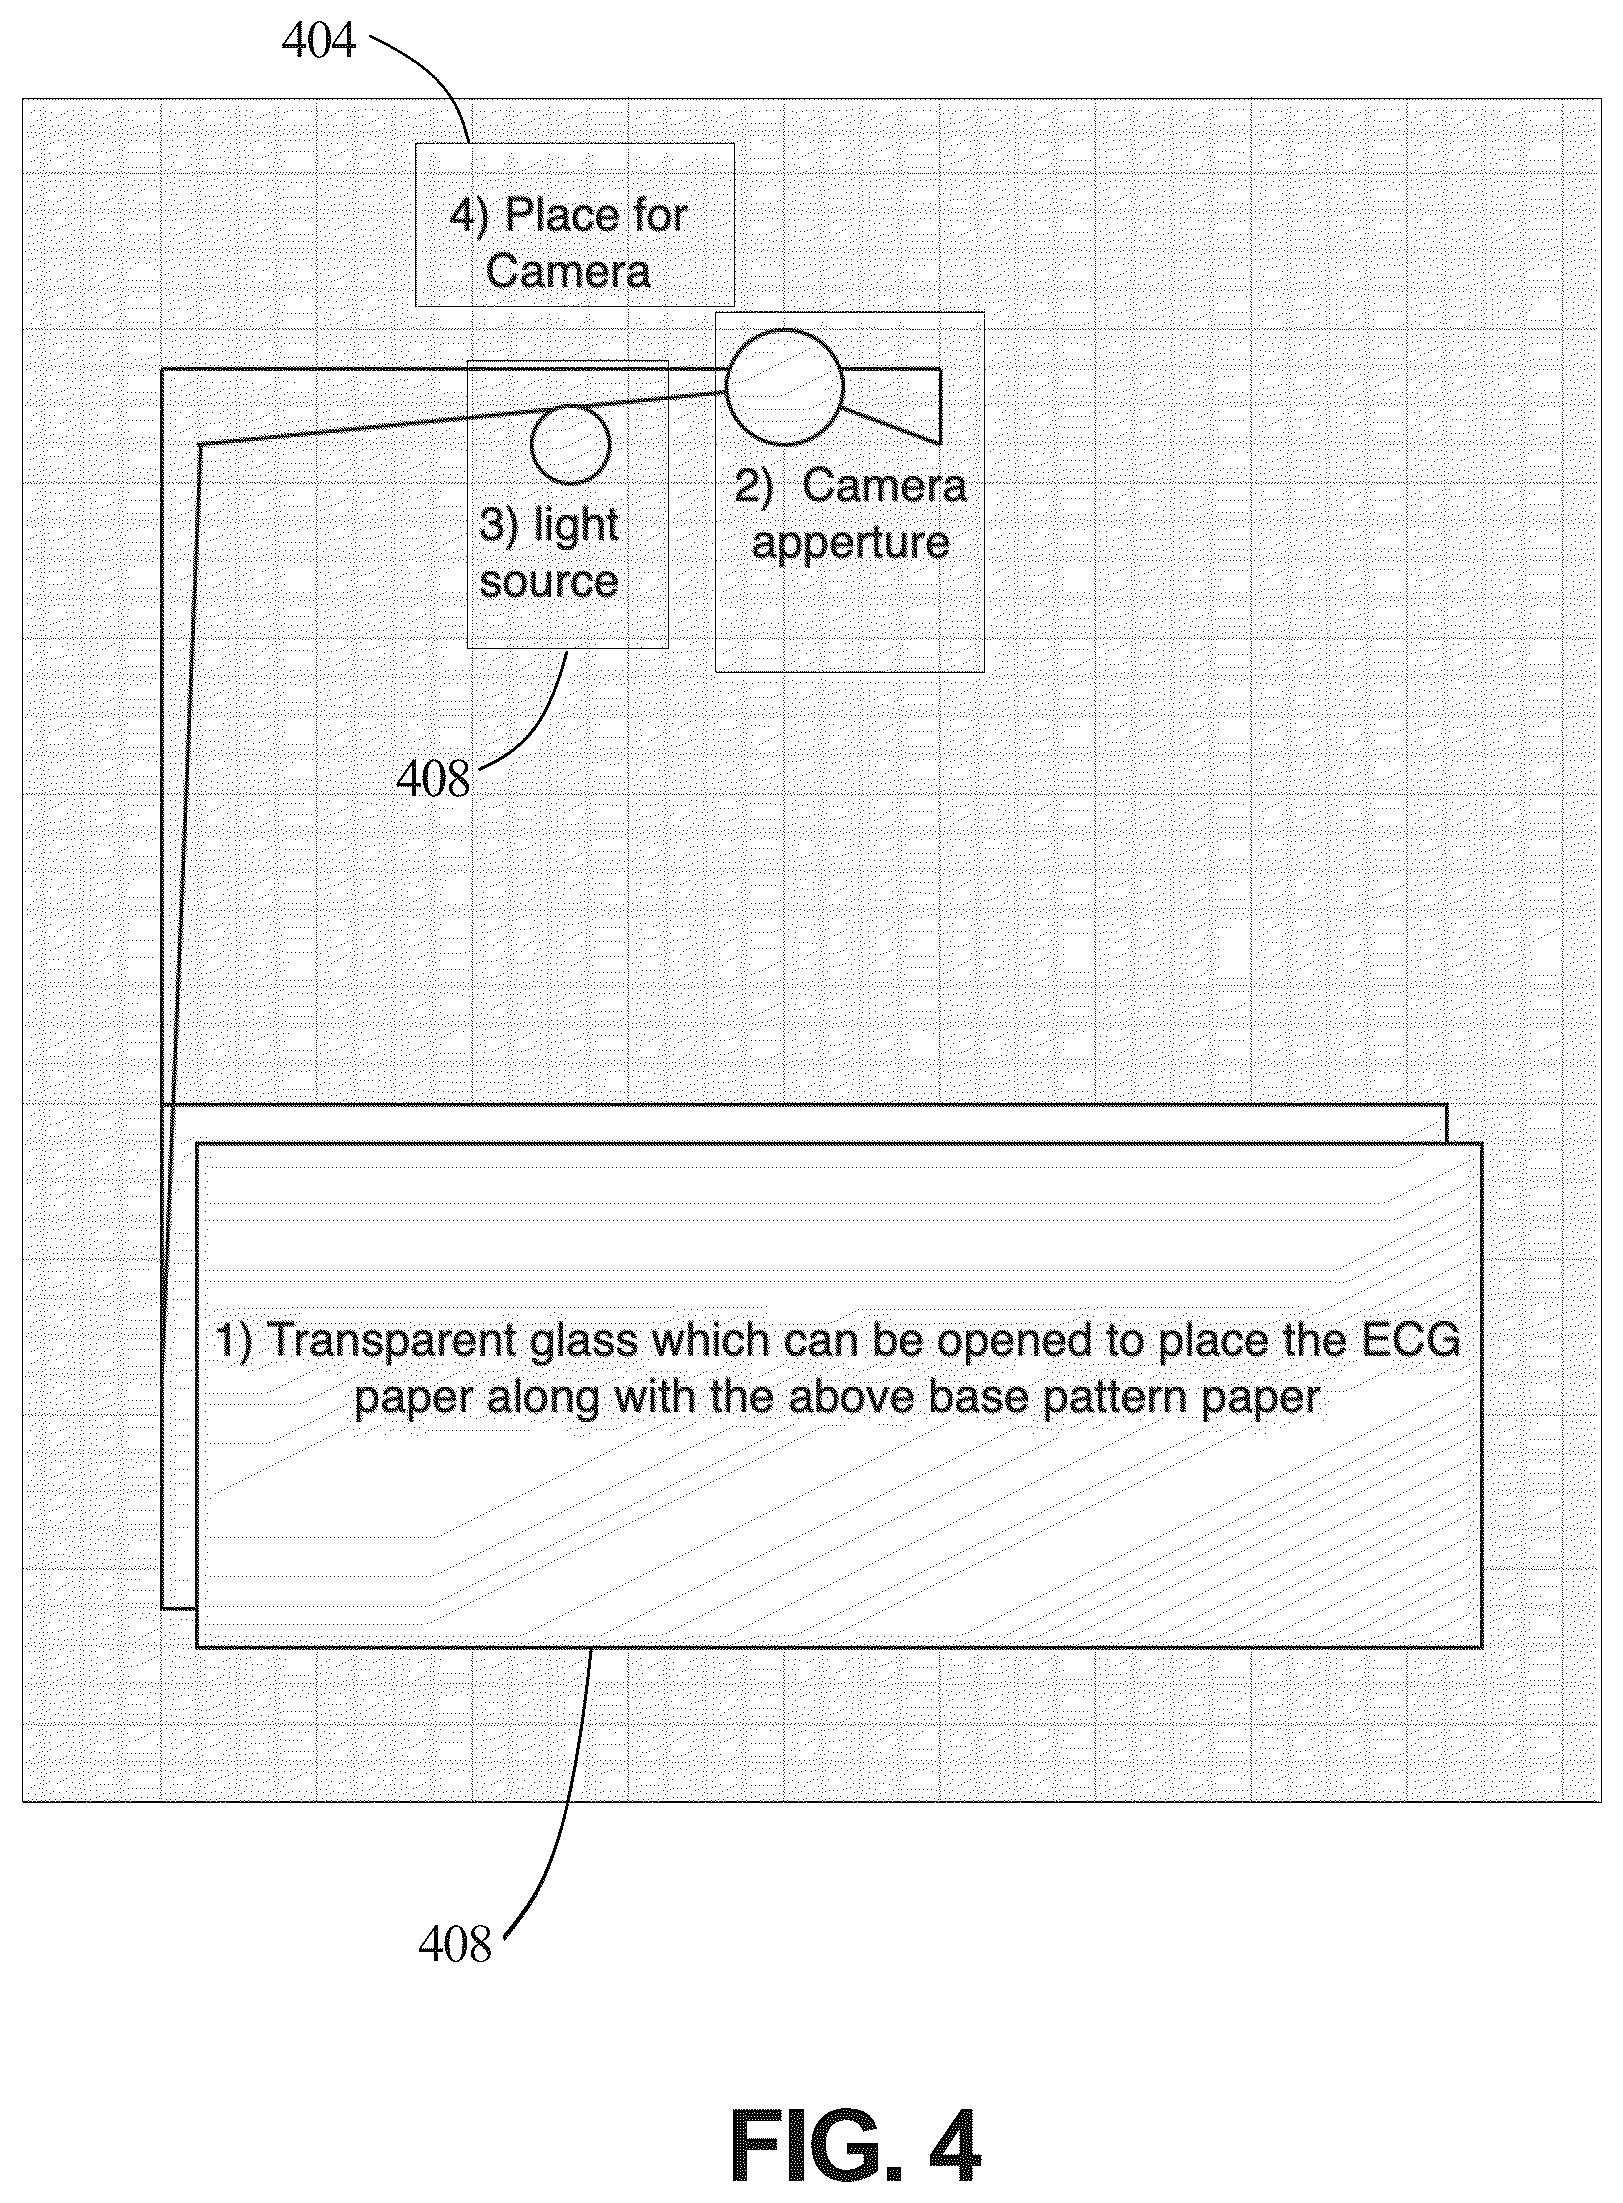 404
4) Place for
Camera
2) Camera
apperture
3) light
source
408
1) Transparent glass which can be opened to place the ECG
paper along with the above base pattern paper
408
FIG. 4